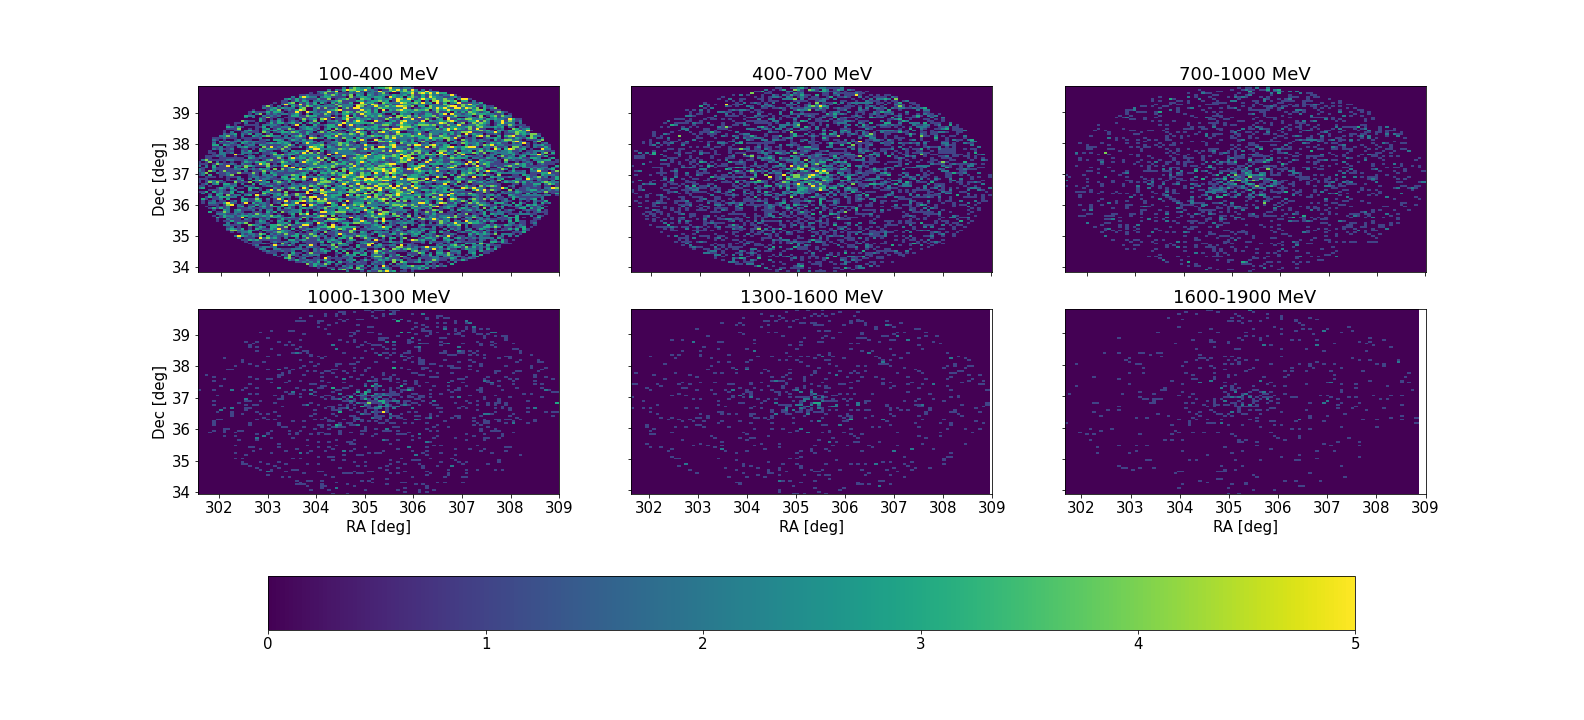 100-400 MeV
400-700 MeV
700-1000 MeV
39
38
37
36
35
34
Dec [deg]
1000-1300 MeV
1300-1600 MeV
1600-1900 MeV
39
38
37
36
35
34
Dec [deg]
302 303 304 305 306 307 308 309
302 303 304 305 306 307 308 309
302 303 304 305 306 307 308 309
RA [deg]
RA [deg]
RA [deg]
0 1 2 3 4 5